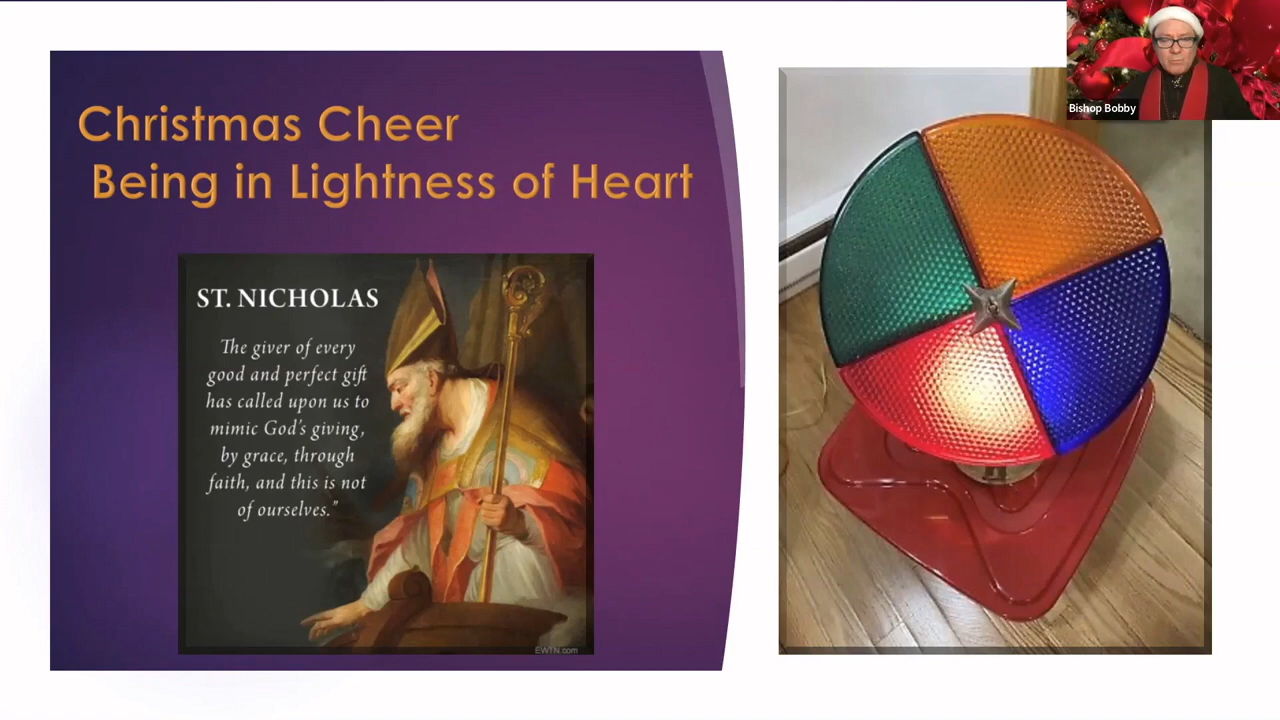 Christmas Cheer
Being in Lightness of Heart
ST. NICHOLAS
The giver of every
good and perfect gift
has called upon us to
mimic God's giving,
by grace, through
faith, and this is not
of ourselves."
EWTN.com
Bishop Bobby